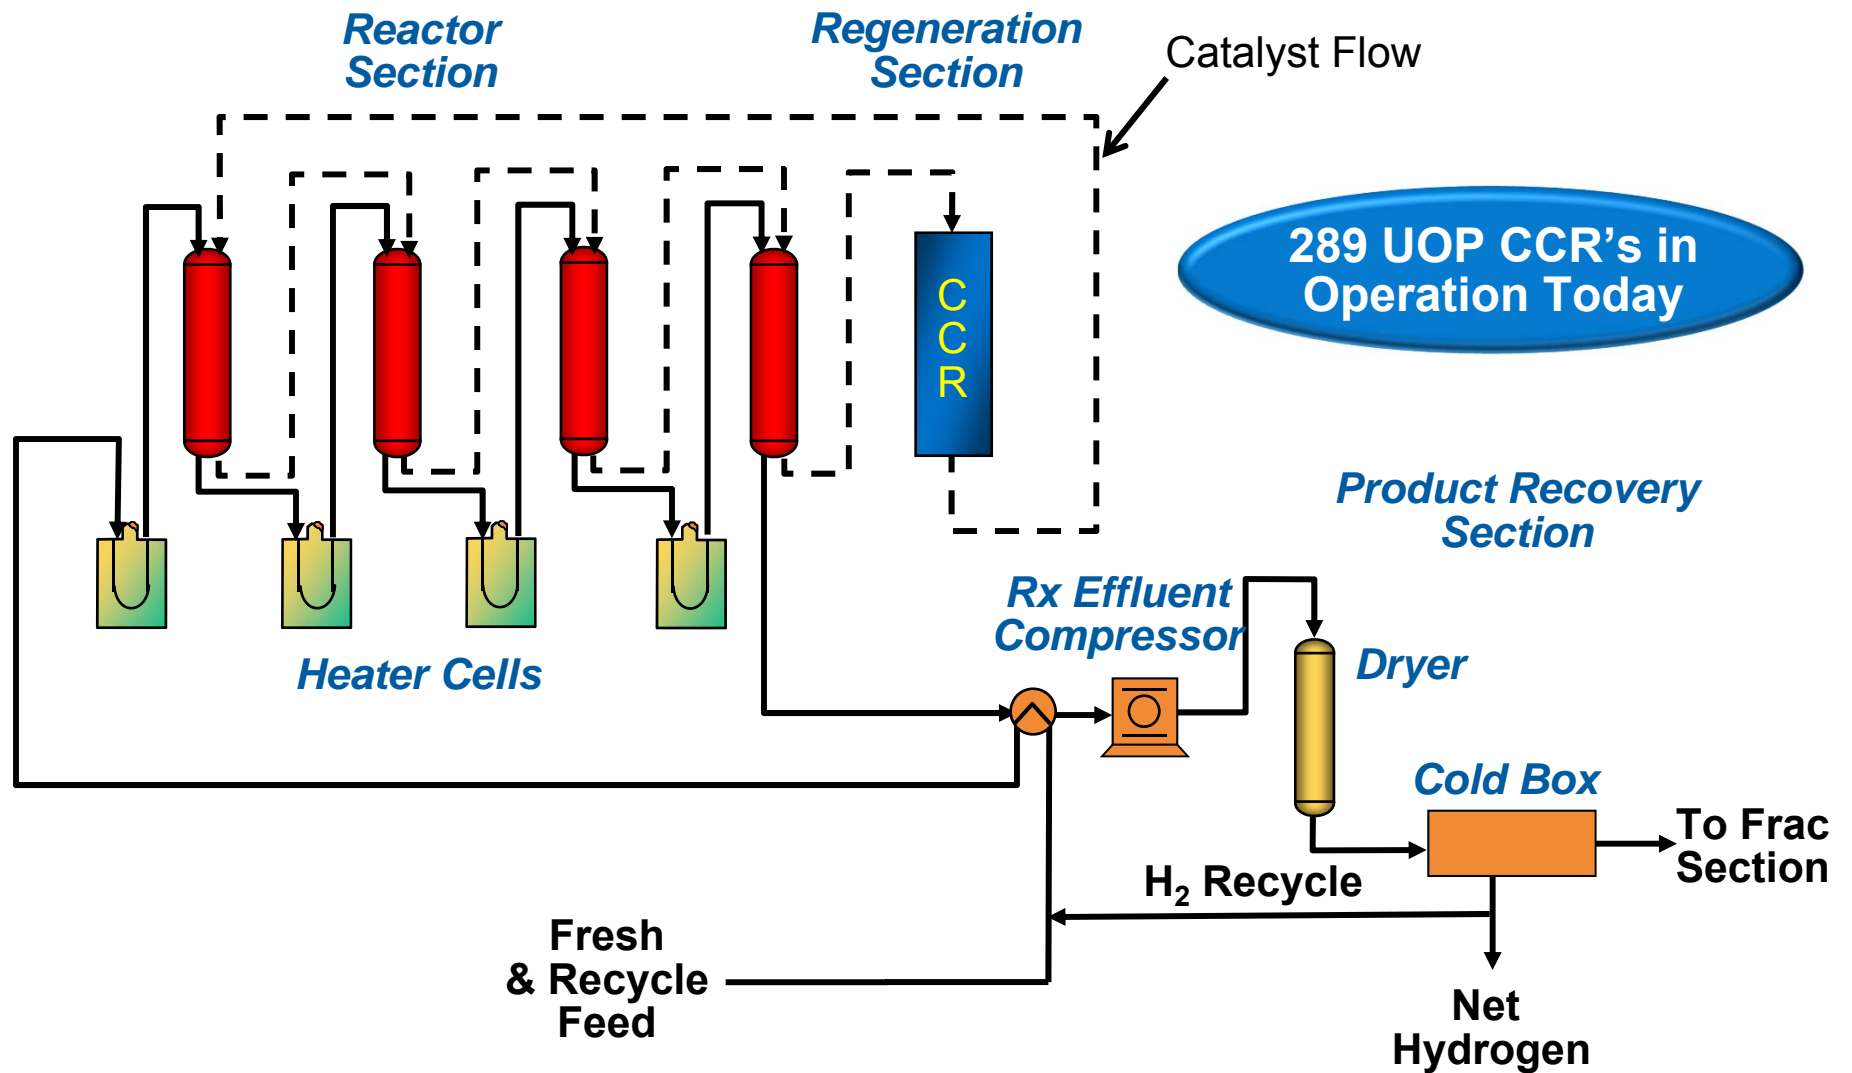 Reactor
Section
Regeneration
Section
Catalyst Flow
289 UOP CCR's in
Operation Today
C
C
R
Product Recovery
Section
Rx Effluent
Compressor
Heater Cells
Dryer
Cold Box
To Frac
Section
H₂ Recycle
Fresh
& Recycle
Feed
Net
Hydrogen